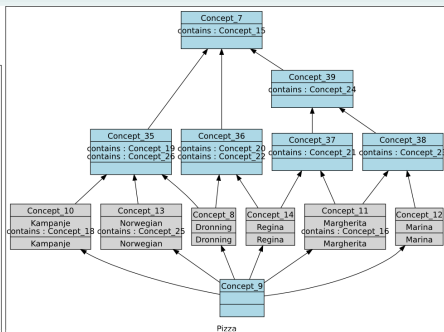 Concept_7
contains : Concept_15
Concept_39
contains : Concept_24
Concept_35
contains : Concept_19
contains : Concept_26
Concept_36
contains : Concept_20
contains : Concept_22
Concept_37
contains : Concept_21
Concept_38
contains : Concept_23
Concept_10
Kampanje
contains : Concept_18
Kampanje
Concept_13
Norwegian
contains : Concept_25
Norwegian
Concept_8
Dronning
Dronning
Concept_14
Regina
Regina
Concept_11
Margherita
contains : Concept_16
Margherita
Concept_12
Marina
Marina
Concept_9
Pizza